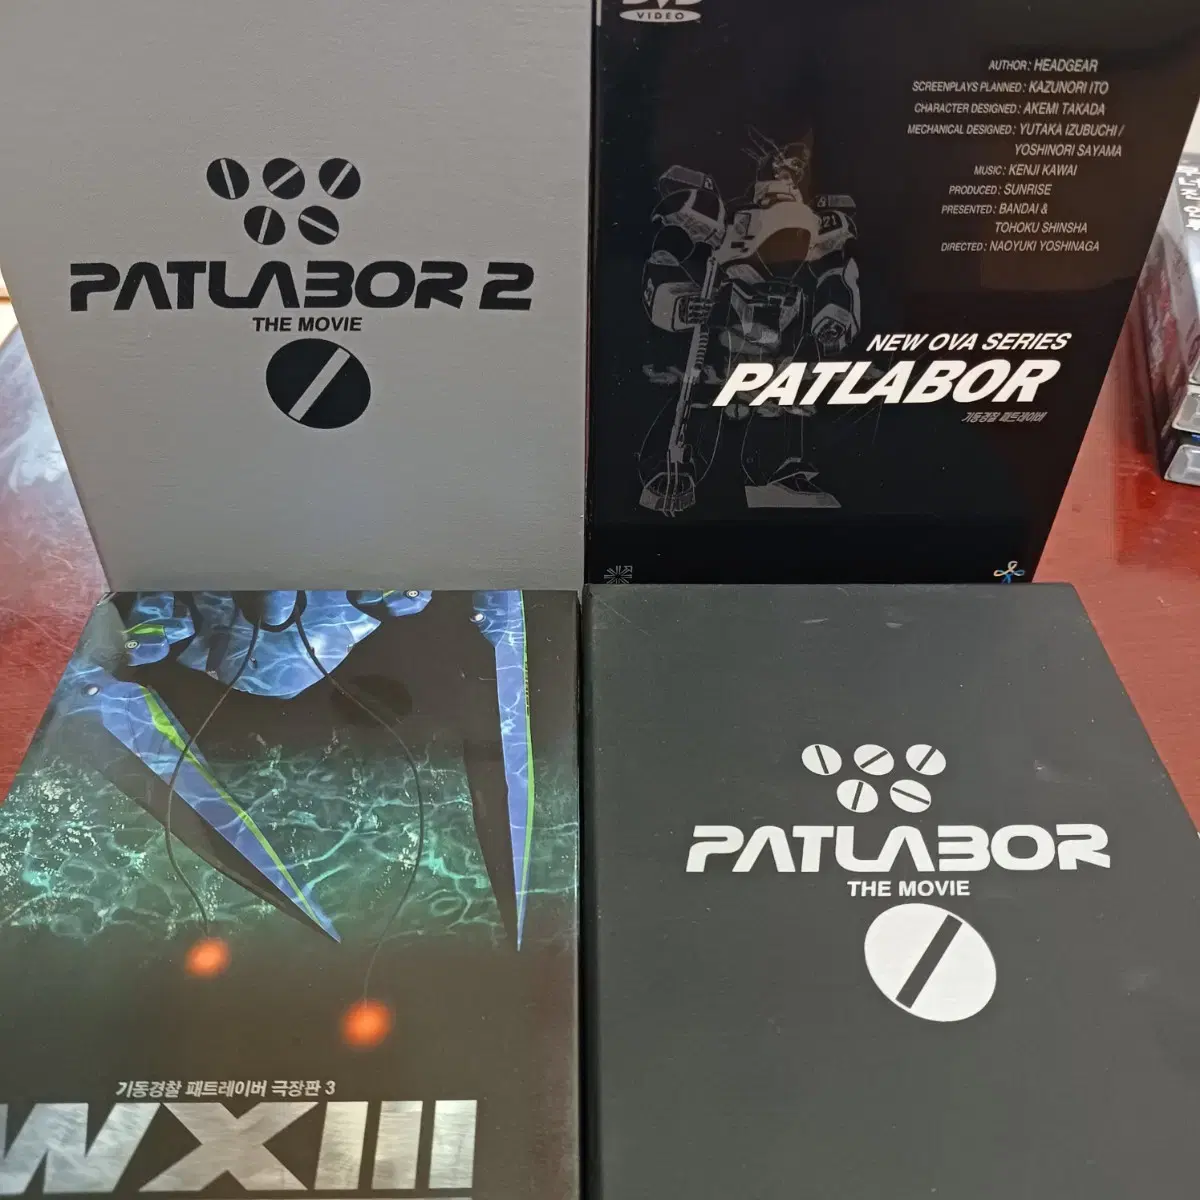 PATLABOR 2
THE MOVIE
DVD
VIDEO
AUTHOR: HEADGEAR
SCREENPLAYS PLANNED: KAZUNORI ITO
CHARACTER DESIGNED: AKEMI TAKADA
MECHANICAL DESIGNED: YUTAKA IZUBUCHI /
YOSHINORI SAYAMA
MUSIC: KENJI KAWAI
PRODUCED: SUNRISE
PRESENTED: BANDAI &
TOHOKU SHINSHA
DIRECTED: NAOYUKI YOSHINAGA
NEW OVA SERIES
PATLABOR
기동경찰 패트레이버
기동경찰 패트레이버 극장판 3
WXIII
PATLABOR
THE MOVIE